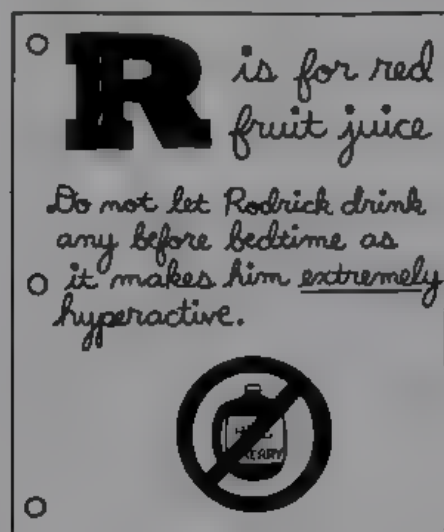 R is for red
fruit juice
Do not let Rodrick drink
any before bedtime as
it makes him extremely
hyperactive.